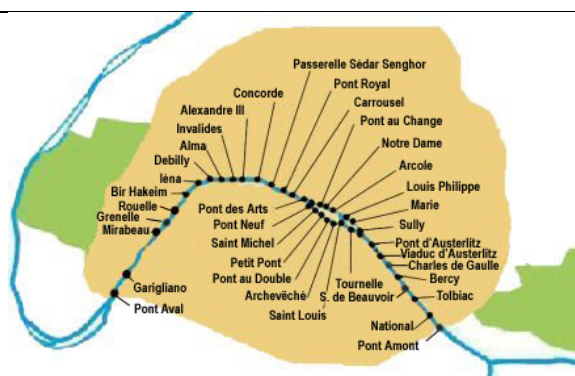 Passerelle Sèdar Senghor
Pont Royal
Concorde
Carrousel
Alexandre III
Pont au Change
Invalides
Notre Dame
Alma
Debilly
Arcole
Ièna
Louis Philippe
Bir Hakeim
Marie
Rouelle
Pont des Arts
Grenelle
Pont Neuf
Sully
Mirabeau
Saint Michel
Pont d'Austerlitz
Viaduc d'Austerlitz
Petit Pont
Charles de Gaulle
Pont au Double
Tournelle
Bercy
Garigliano
Archevêchè
S. de Beauvoir
Tolbiac
Pont Aval
Saint Louis
National
Pont Amont